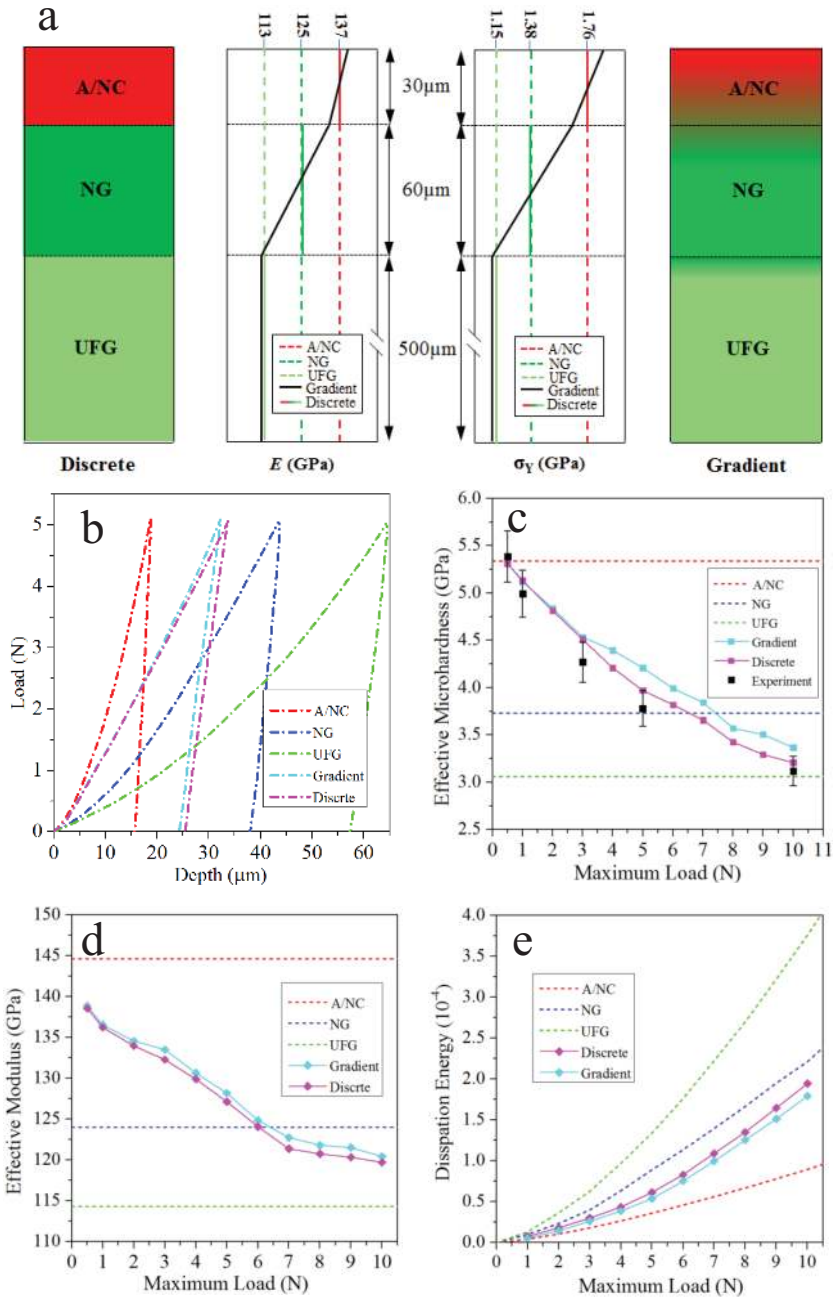 a
113
125
137
1.15
1.38
1.76
A/NC
NG
UFG
Discrete
30μm
60μm
500μm
A/NC
NG
UFG
Gradient
Discrete
E (GPa)
A/NC
NG
UFG
Gradient
Discrete
σY (GPa)
A/NC
NG
UFG
Gradient
b
Load (N)
5
4
3
2
1
0
A/NC
NG
UFG
Gradient
Discrete
0 10 20 30 40 50 60
Depth (μm)
c
Effective Microhardness (GPa)
6.0
5.5
5.0
4.5
4.0
3.5
3.0
2.5
A/NC
NG
UFG
Gradient
Discrete
Experiment
0 1 2 3 4 5 6 7 8 9 10 11
Maximum Load (N)
d
Effective Modulus (GPa)
150
145
140
135
130
125
120
115
110
A/NC
NG
UFG
Gradient
Discrte
0 1 2 3 4 5 6 7 8 9 10
Maximum Load (N)
e
Disspation Energy (10⁻⁴)
4.0
3.5
3.0
2.5
2.0
1.5
1.0
0.5
0.0
A/NC
NG
UFG
Discrete
Gradient
0 1 2 3 4 5 6 7 8 9 10
Maximum Load (N)